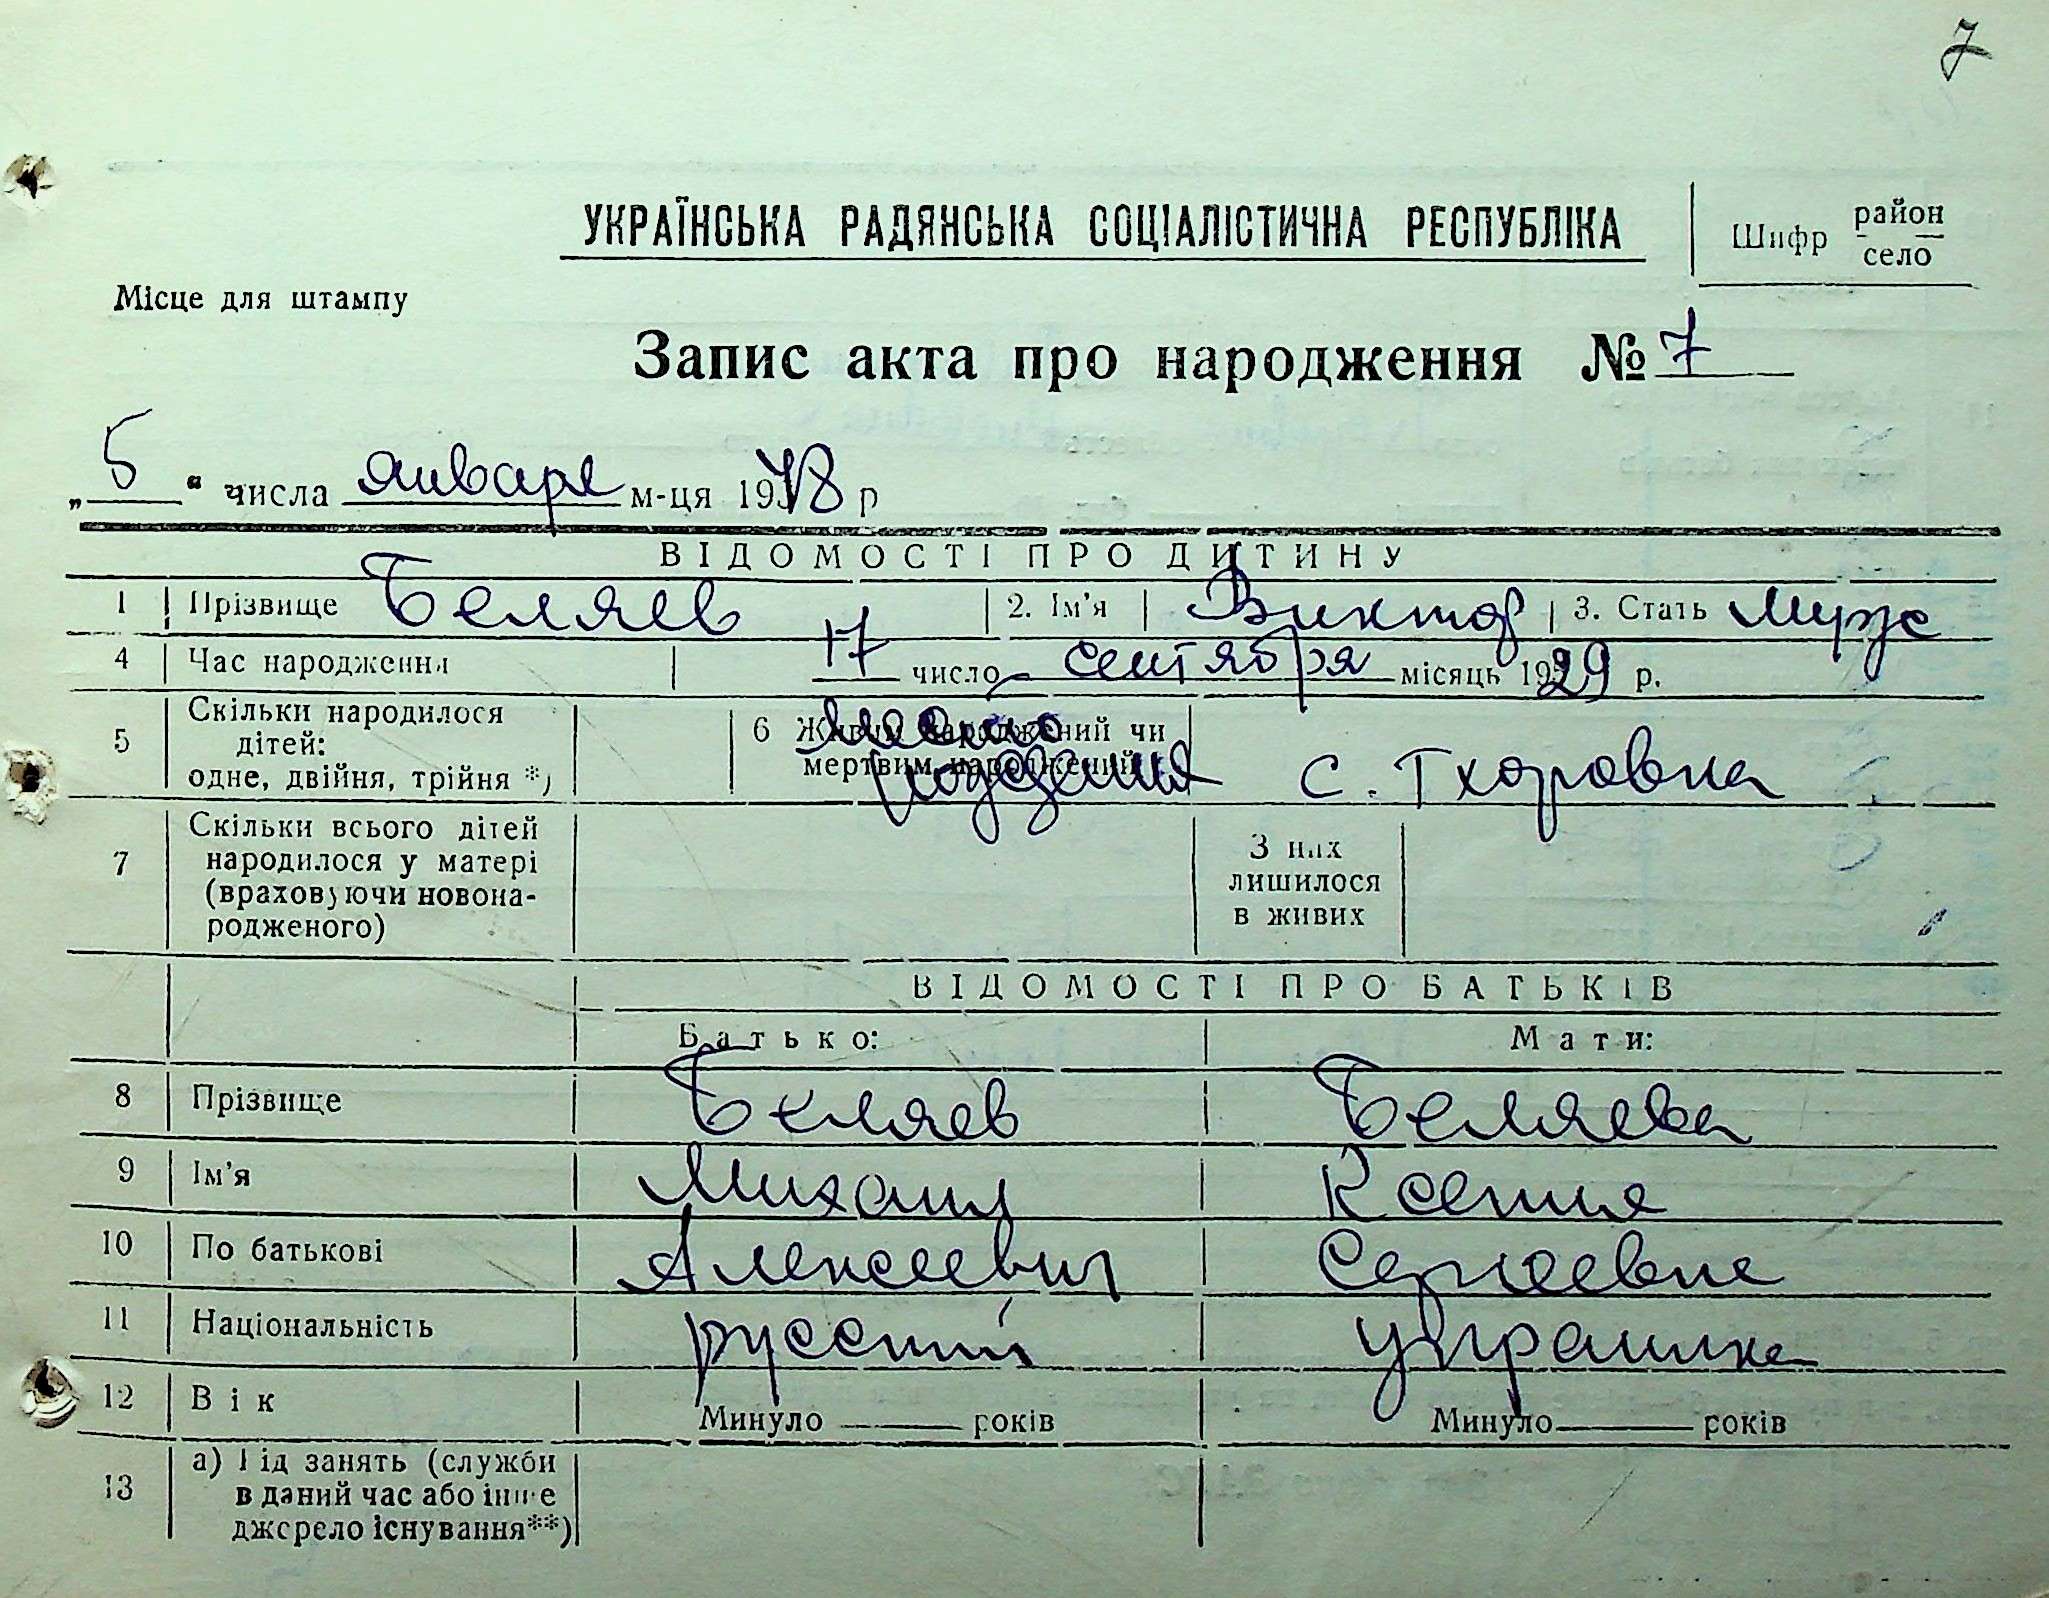 7
УКРАЇНСЬКА РАДЯНСЬКА СОЦІАЛІСТИЧНА РЕСПУБЛІКА
Шифр район
село
Місце для штампу
Запис акта про народження № 7
„5“ числа января м-ця 1948 р
ВІДОМОСТІ ПРО ДИТИНУ
1 Прізвище Беляев 2. Ім'я Виктор 3. Стать муж
4 Час народження 17 число сентября місяць 1929 р.
5 Скільки народилося дітей: одне, двійня, трійня *) 6 Живим народжений чи мертвим народжений место рождения с. Тхоровка
7 Скільки всього дітей народилося у матері (враховуючи новонародженого) З них лишилося в живих
ВІДОМОСТІ ПРО БАТЬКІВ
Батько: Мати:
8 Прізвище Беляев Беляева
9 Ім'я Михаил Ксения
10 По батькові Алексеевич Сергеевна
11 Національність русский украинка
12 Вік Минуло років Минуло років
13 а) Рід занять (служби в даний час або інше джерело існування**)